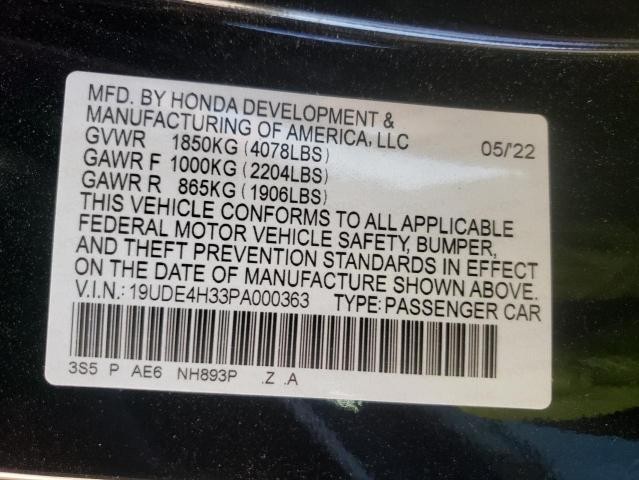 MFD. BY HONDA DEVELOPMENT &
MANUFACTURING OF AMERICA, LLC
GVWR 1850KG (4078LBS) 05/'22
GAWR F 1000KG (2204LBS)
GAWR R 865KG (1906LBS)
THIS VEHICLE CONFORMS TO ALL APPLICABLE
FEDERAL MOTOR VEHICLE SAFETY, BUMPER,
AND THEFT PREVENTION STANDARDS IN EFFECT
ON THE DATE OF MANUFACTURE SHOWN ABOVE.
V.I.N.: 19UDE4H33PA000363 TYPE: PASSENGER CAR
3S5 P AE6 NH893P .Z .A